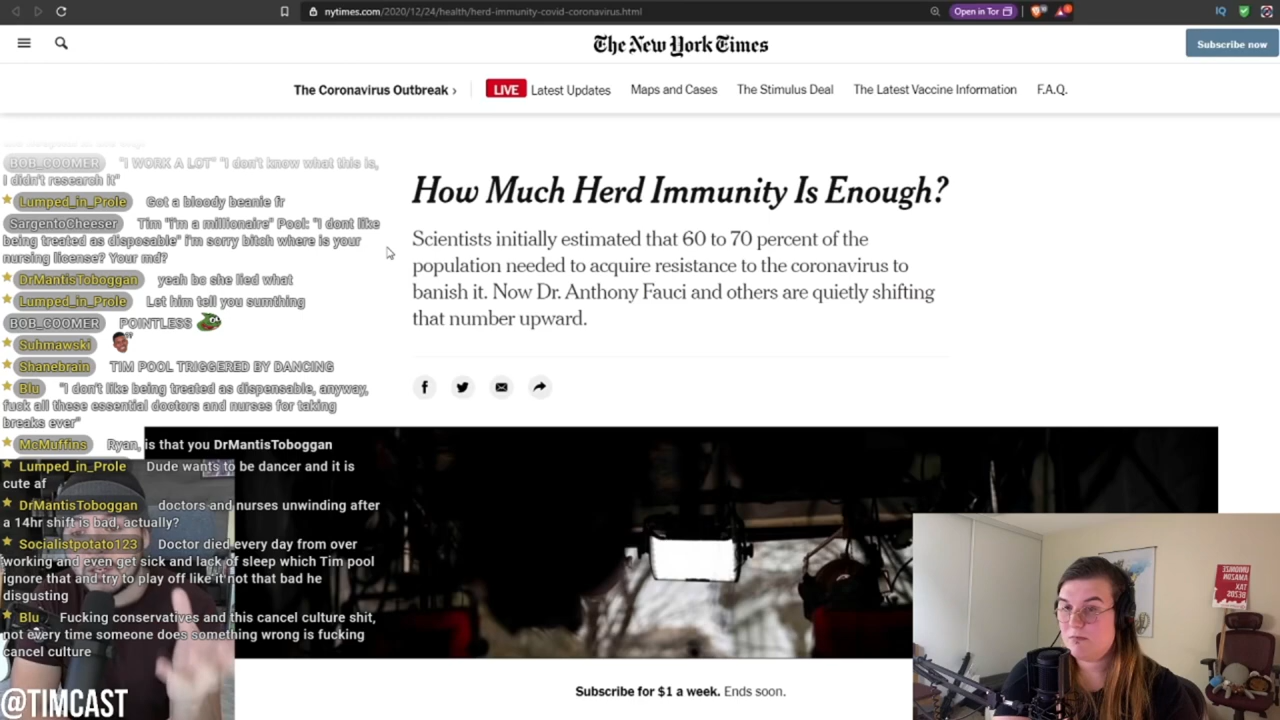 nytimes.com/2020/12/24/health/herd-immunity-covid-coronavirus.html
Open in Tor
IQ
The New York Times
Subscribe now
The Coronavirus Outbreak ›
LIVE Latest Updates
Maps and Cases
The Stimulus Deal
The Latest Vaccine Information
F.A.Q.
BOB_COOMER "I WORK A LOT" "I don't know what this is,
I didn't research it"
Lumped_in_Prole Got a bloody beanie fr
SargentoCheeser Tim "I'm a millionaire" Pool: "I dont like
being treated as disposable" I'm sorry bitch where is your
nursing license? Your md?
DrMantisToboggan yeah bc she lied what
Lumped_in_Prole Let him tell you sumthing
BOB_COOMER POINTLESS
Suhmawski
Shanebrain TIM POOL TRIGGERED BY DANCING
Blu "I don't like being treated as dispensable, anyway,
fuck all these essential doctors and nurses for taking
breaks ever"
McMuffins Ryan, is that you DrMantisToboggan
Lumped_in_Prole Dude wants to be dancer and it is
cute af
DrMantisToboggan doctors and nurses unwinding after
a 14hr shift is bad, actually?
Socialistpotato123 Doctor died every day from over
working and even get sick and lack of sleep which Tim pool
ignore that and try to play off like it not that bad he
disgusting
Blu Fucking conservatives and this cancel culture shit,
not every time someone does something wrong is fucking
cancel culture
@TIMCAST
How Much Herd Immunity Is Enough?
Scientists initially estimated that 60 to 70 percent of the
population needed to acquire resistance to the coronavirus to
banish it. Now Dr. Anthony Fauci and others are quietly shifting
that number upward.
Subscribe for $1 a week. Ends soon.
UNIONIZE
AMAZON
TAX
BEZOS